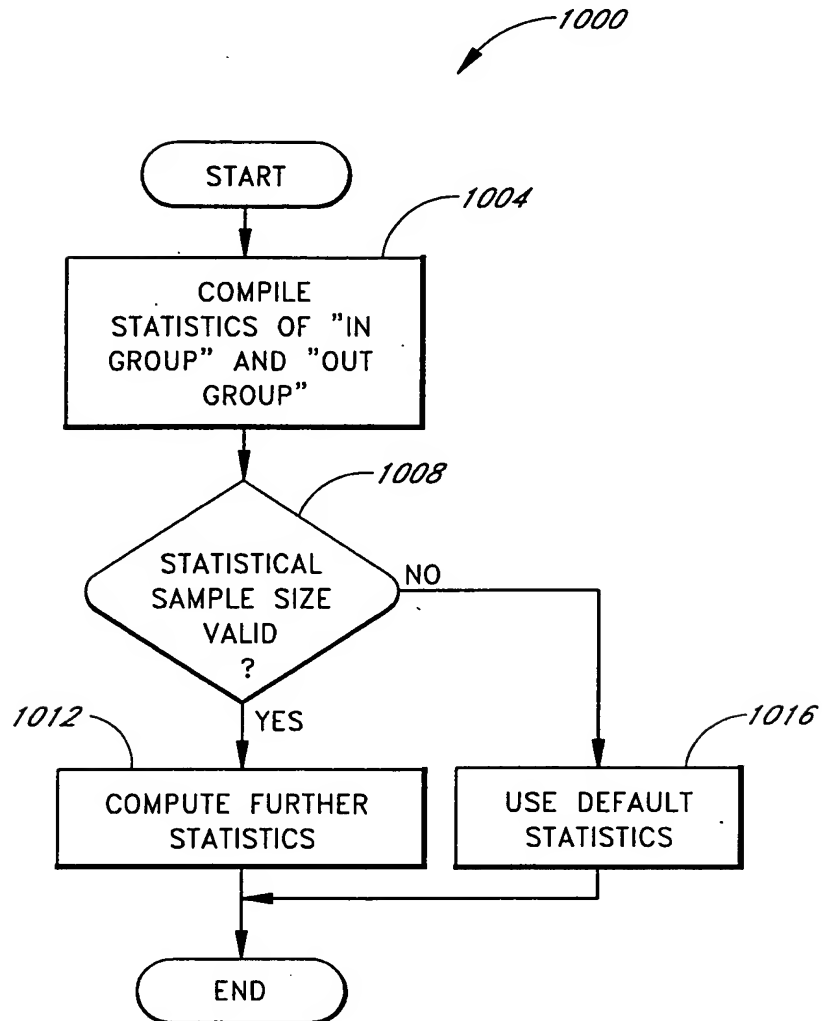 1000
START
1004
COMPILE
STATISTICS OF "IN
GROUP" AND "OUT
GROUP"
1008
STATISTICAL
SAMPLE SIZE
VALID
?
NO
YES
1012
COMPUTE FURTHER
STATISTICS
1016
USE DEFAULT
STATISTICS
END